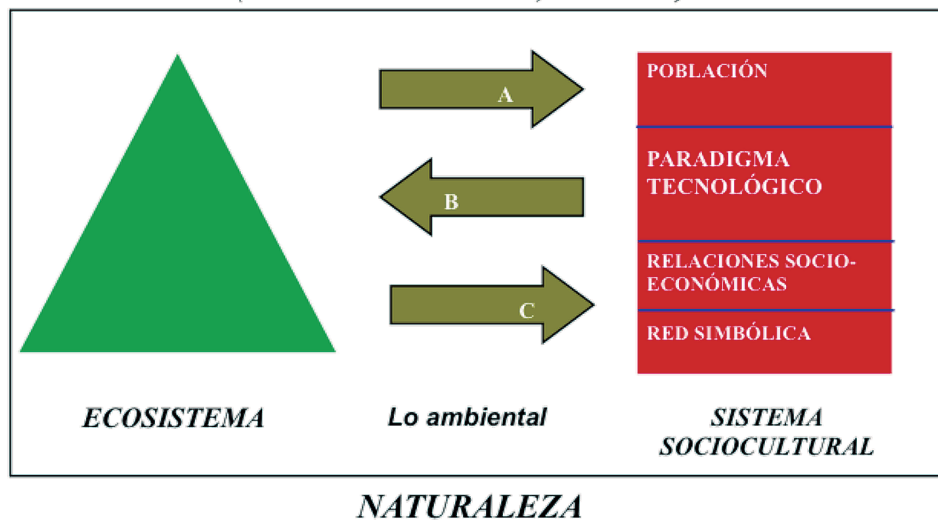 POBLACIÓN
A
PARADIGMA
TECNOLÓGICO
B
RELACIONES SOCIO-
ECONÓMICAS
C
RED SIMBÓLICA
ECOSISTEMA
Lo ambiental
SISTEMA
SOCIOCULTURAL
NATURALEZA